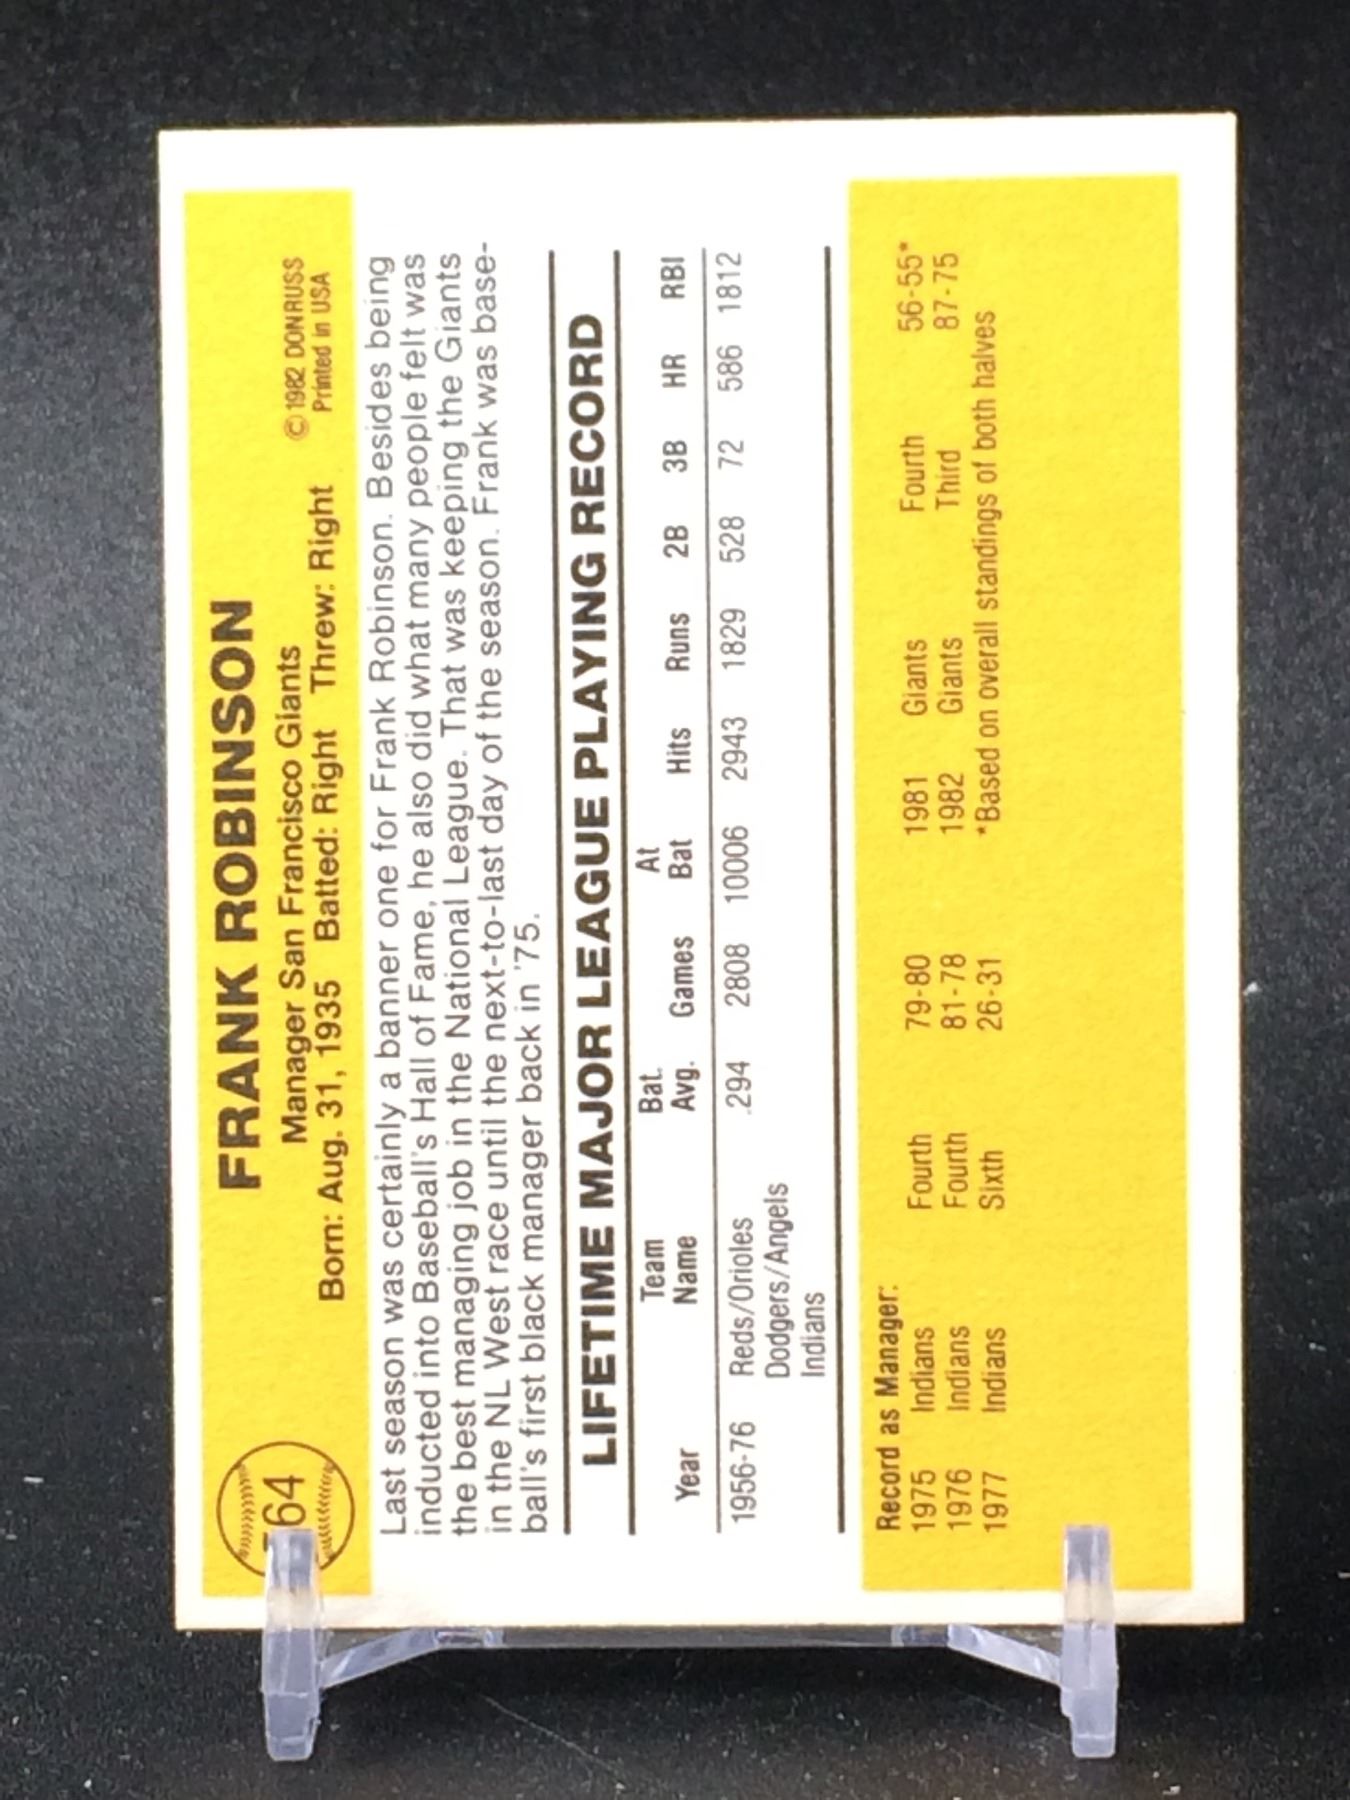 FRANK ROBINSON
Manager San Francisco Giants
©1982 DONRUSS
Born: Aug. 31, 1935 Batted: Right Threw: Right
Printed in USA
Last season was certainly a banner one for Frank Robinson. Besides being
inducted into Baseball's Hall of Fame, he also did what many people felt was
the best managing job in the National League. That was keeping the Giants
in the NL West race until the next-to-last day of the season. Frank was base-
ball's first black manager back in '75.
LIFETIME MAJOR LEAGUE PLAYING RECORD
Team Bat. At
Year Name Avg. Games Bat Hits Runs 2B 3B HR RBI
1956-76 Reds/Orioles .294 2808 10006 2943 1829 528 72 586 1812
Dodgers/Angels
Indians
Record as Manager:
1975 Indians Fourth 79-80 1981 Giants Fourth 56-55*
1976 Indians Fourth 81-78 1982 Giants Third 87-75
1977 Indians Sixth 26-31 *Based on overall standings of both halves